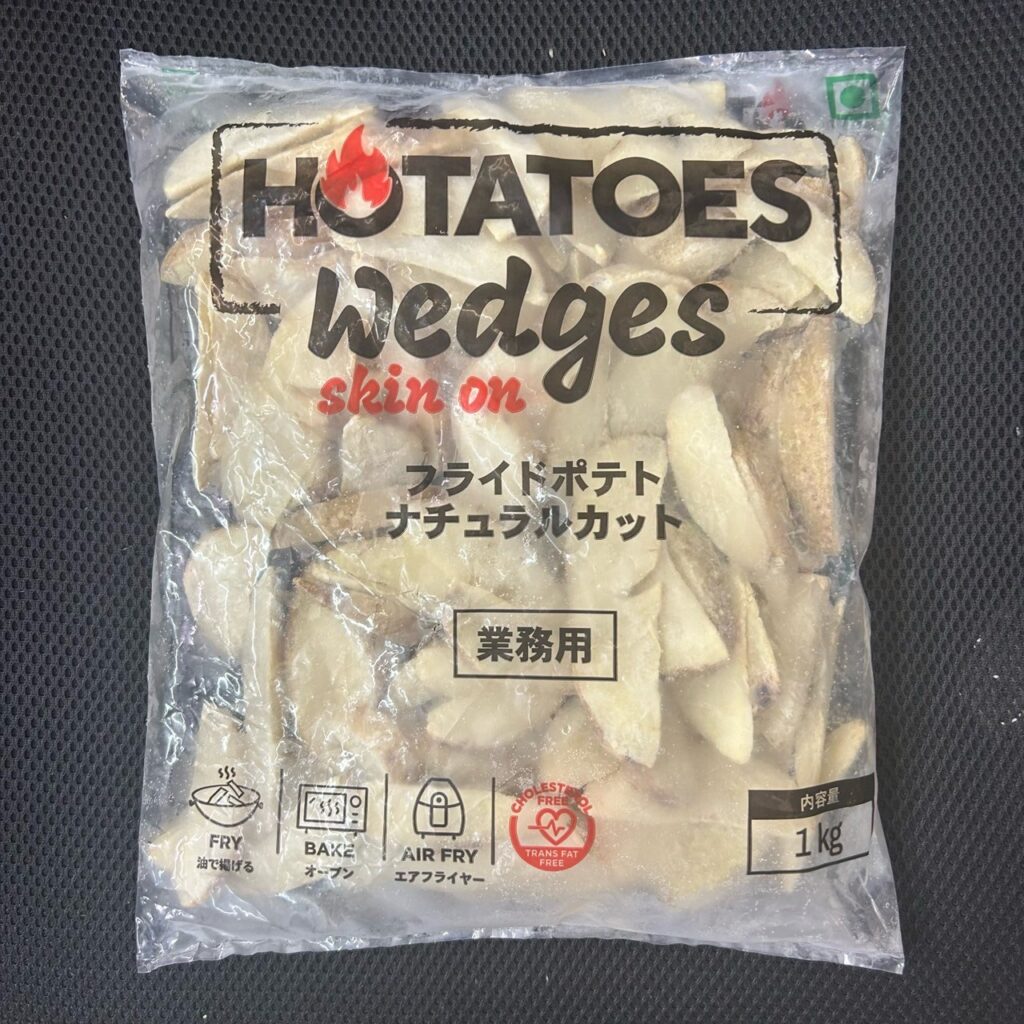 HOTATOES
Wedges
skin on
フライドポテト
ナチュラルカット
業務用
FRY
油で揚げる
BAKE
オーブン
AIR FRY
エアフライヤー
CHOLESTEROL
FREE
TRANS FAT
FREE
内容量
1kg